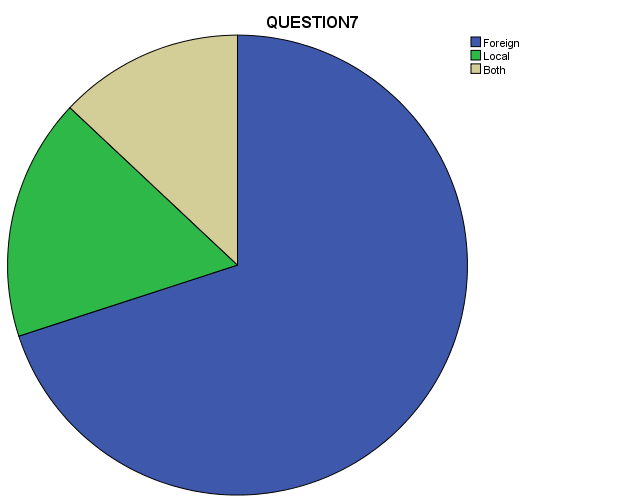 QUESTION7
Foreign
Local
Both